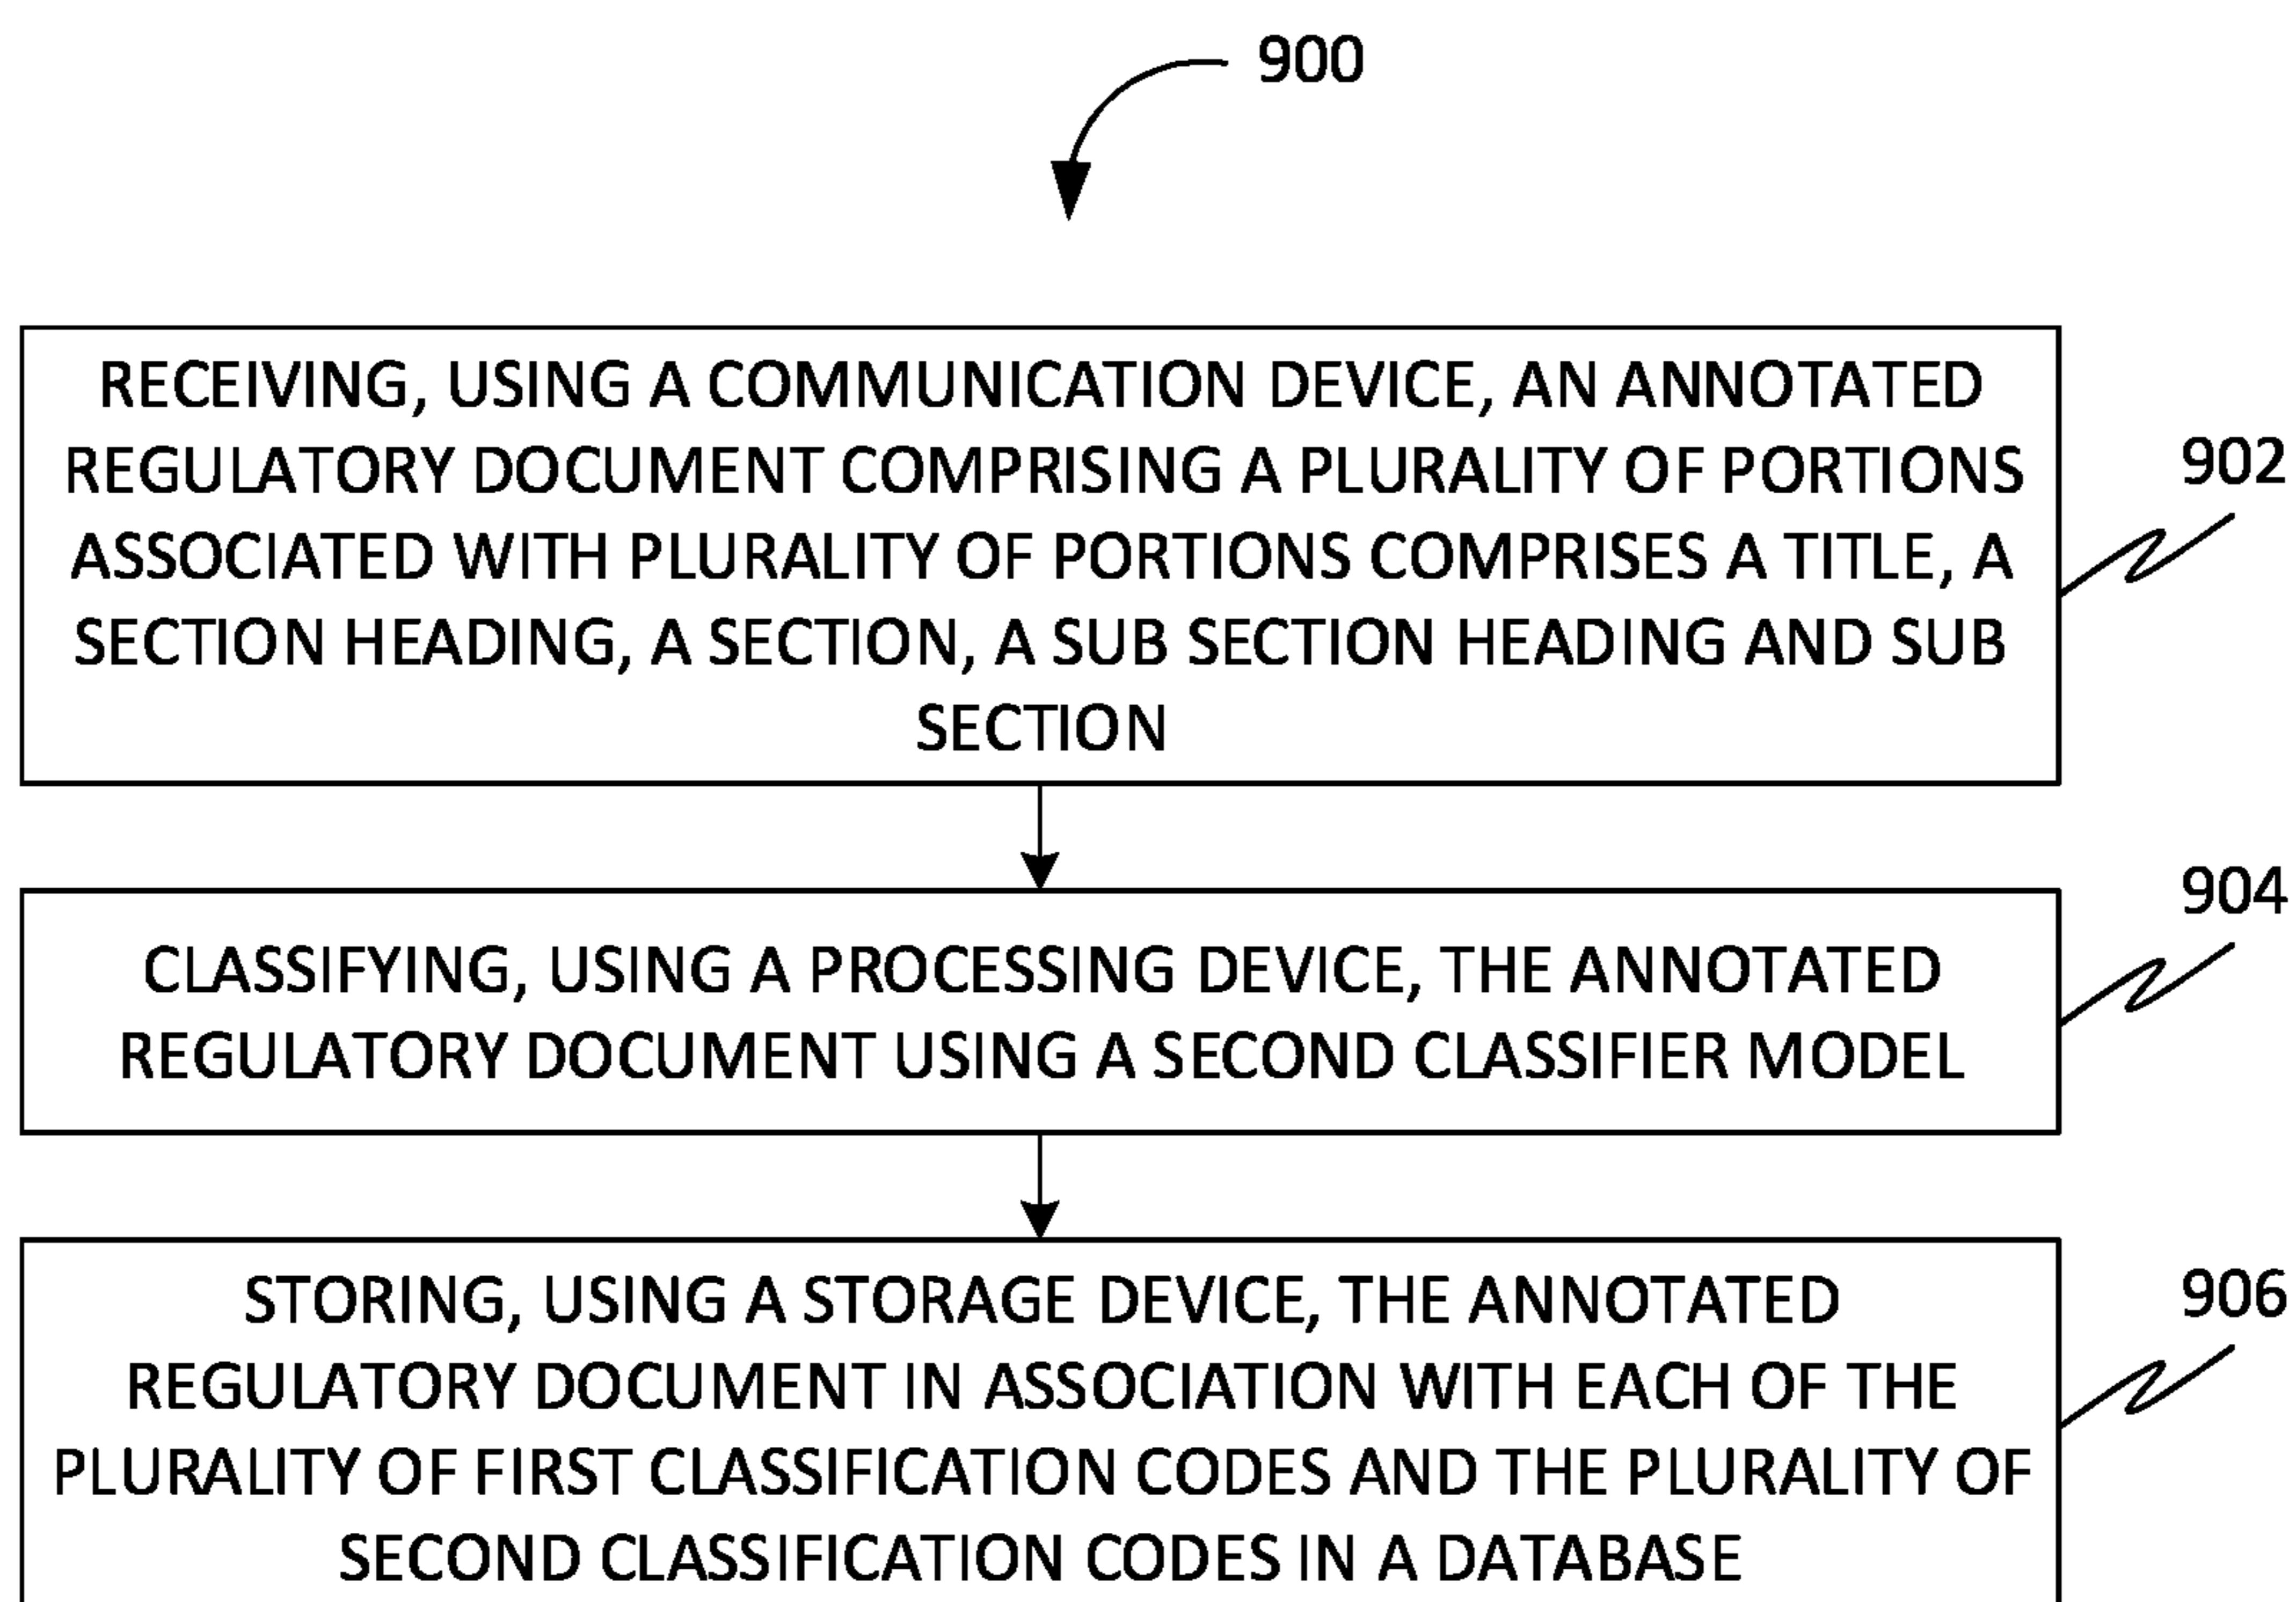 900
RECEIVING, USING A COMMUNICATION DEVICE, AN ANNOTATED
REGULATORY DOCUMENT COMPRISING A PLURALITY OF PORTIONS
ASSOCIATED WITH PLURALITY OF PORTIONS COMPRISES A TITLE, A
SECTION HEADING, A SECTION, A SUB SECTION HEADING AND SUB
SECTION
902
CLASSIFYING, USING A PROCESSING DEVICE, THE ANNOTATED
REGULATORY DOCUMENT USING A SECOND CLASSIFIER MODEL
904
STORING, USING A STORAGE DEVICE, THE ANNOTATED
REGULATORY DOCUMENT IN ASSOCIATION WITH EACH OF THE
PLURALITY OF FIRST CLASSIFICATION CODES AND THE PLURALITY OF
SECOND CLASSIFICATION CODES IN A DATABASE
906